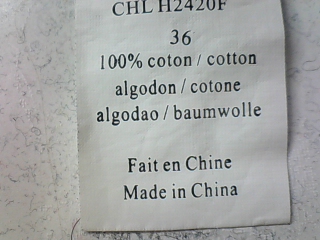 CHL H2420F
36
100% coton / cotton
algodon / cotone
algodao / baumwolle
Fait en Chine
Made in China